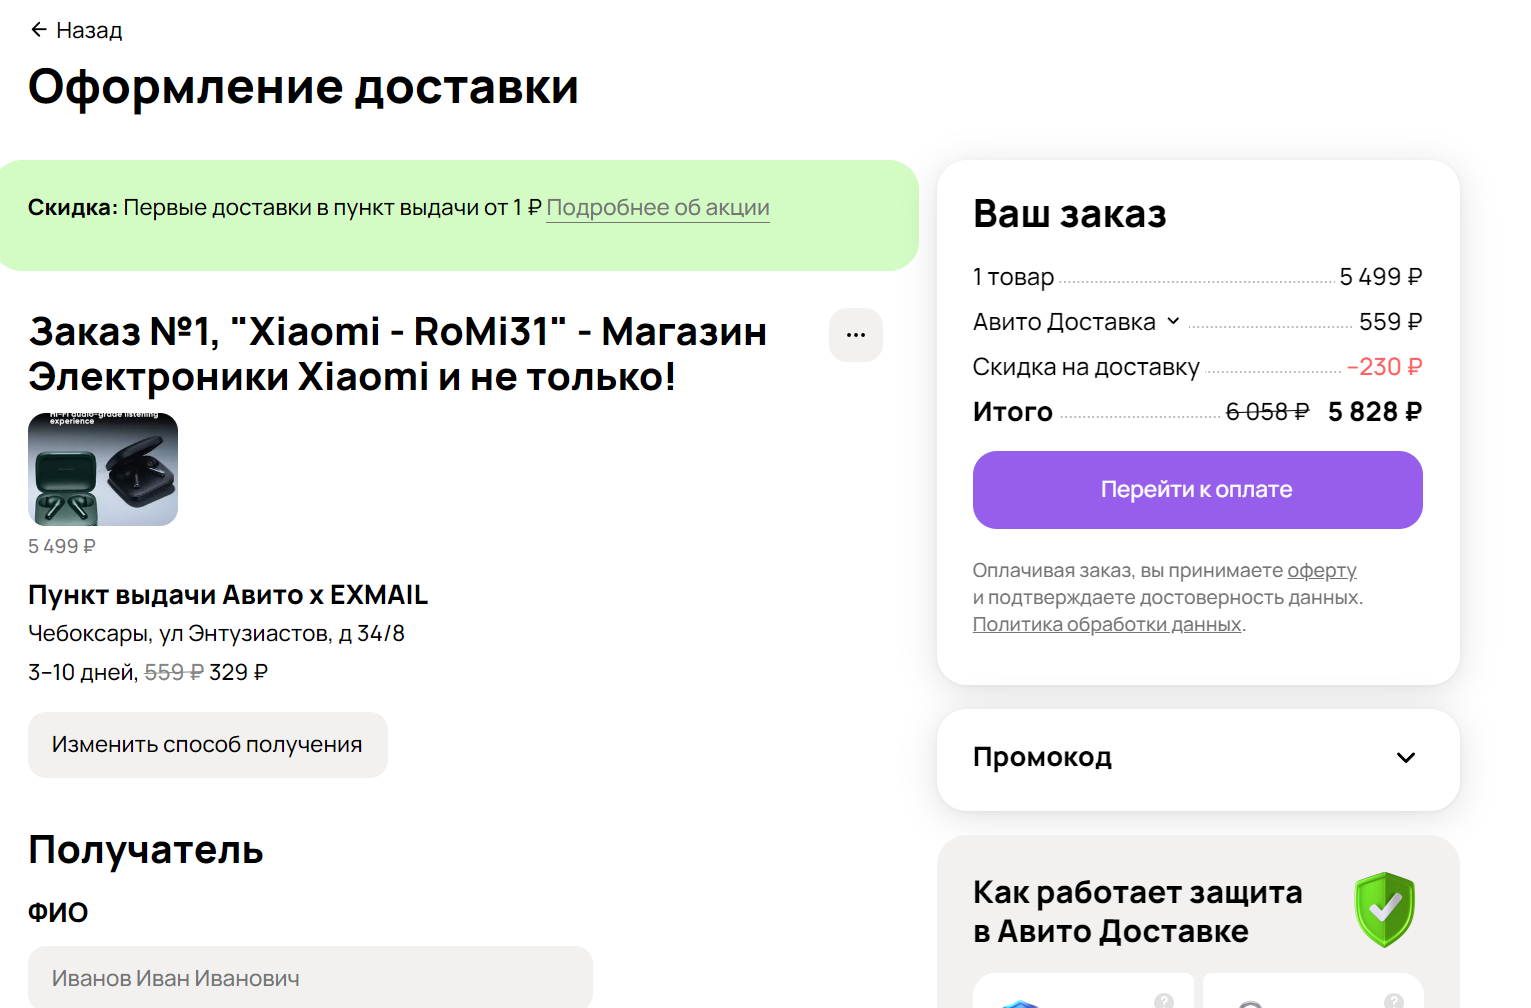 ← Назад
Оформление доставки
Скидка: Первые доставки в пункт выдачи от 1 ₽ Подробнее об акции
Заказ №1, "Xiaomi - RoMi31" - Магазин
Электроники Xiaomi и не только!
Hi-Fi audio-grade listening
experience
5 499 ₽
Пункт выдачи Авито x EXMAIL
Чебоксары, ул Энтузиастов, д 34/8
3–10 дней, 559 ₽ 329 ₽
Изменить способ получения
Получатель
ФИО
Иванов Иван Иванович
Ваш заказ
1 товар 5 499 ₽
Авито Доставка 559 ₽
Скидка на доставку −230 ₽
Итого 6 058 ₽ 5 828 ₽
Перейти к оплате
Оплачивая заказ, вы принимаете оферту
и подтверждаете достоверность данных.
Политика обработки данных.
Промокод
Как работает защита
в Авито Доставке
? ?